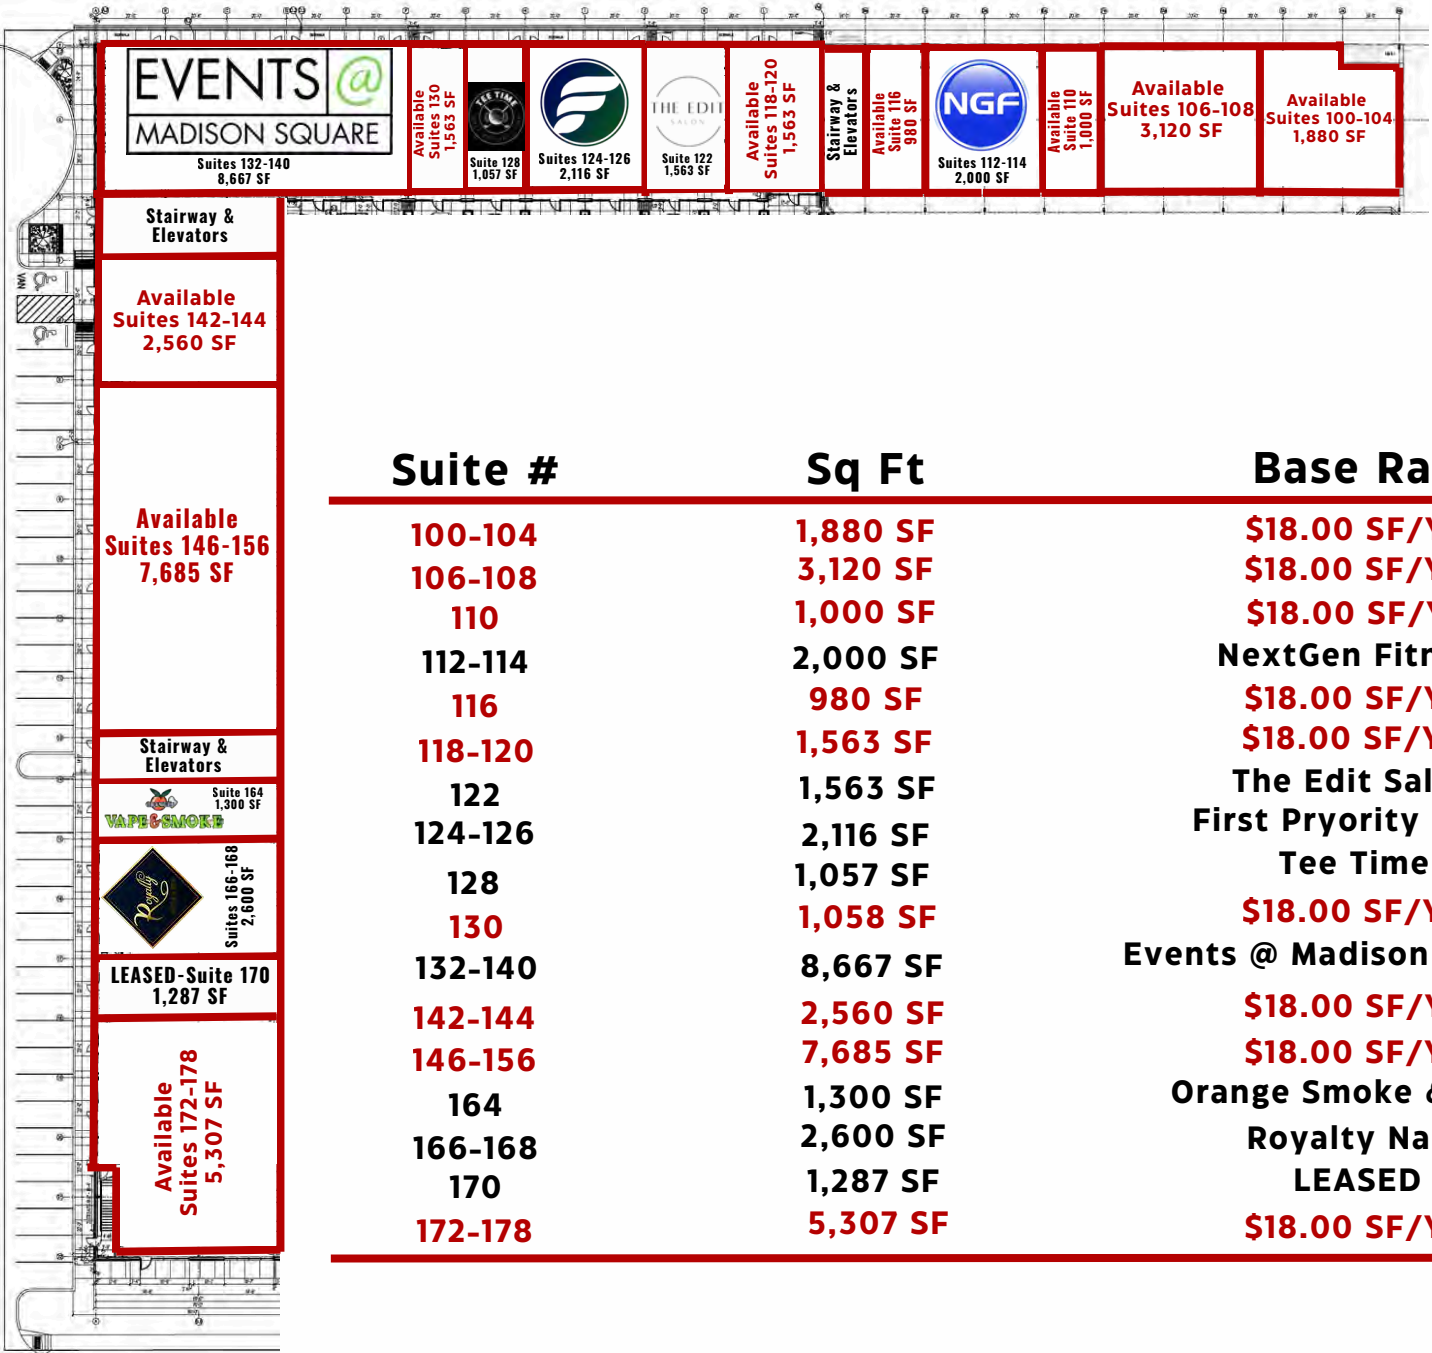 EVENTS@
MADISON SQUARE
Suites 132-140
8,667 SF
Available
Suites 130
1,563 SF
TEE TIME
Suite 128
1,057 SF
Suites 124-126
2,116 SF
THE EDIT
SALON
Suite 122
1,563 SF
Available
Suites 118-120
1,563 SF
Stairway &
Elevators
Available
Suite 116
980 SF
NGF
Suites 112-114
2,000 SF
Available
Suite 110
1,000 SF
Available
Suites 106-108
3,120 SF
Available
Suites 100-104
1,880 SF
Stairway &
Elevators
VAN
Available
Suites 142-144
2,560 SF
Available
Suites 146-156
7,685 SF
Stairway &
Elevators
Suite 164
1,300 SF
VAPE&SMOKE
Royalty
Suites 166-168
2,600 SF
LEASED-Suite 170
1,287 SF
Available
Suites 172-178
5,307 SF
Suite # Sq Ft Base Ra
100-104 1,880 SF $18.00 SF/Y
106-108 3,120 SF $18.00 SF/Y
110 1,000 SF $18.00 SF/Y
112-114 2,000 SF NextGen Fitn
116 980 SF $18.00 SF/Y
118-120 1,563 SF $18.00 SF/Y
122 1,563 SF The Edit Sal
124-126 2,116 SF First Pryority
128 1,057 SF Tee Time
130 1,058 SF $18.00 SF/Y
132-140 8,667 SF Events @ Madison
142-144 2,560 SF $18.00 SF/Y
146-156 7,685 SF $18.00 SF/Y
164 1,300 SF Orange Smoke &
166-168 2,600 SF Royalty Na
170 1,287 SF LEASED
172-178 5,307 SF $18.00 SF/Y